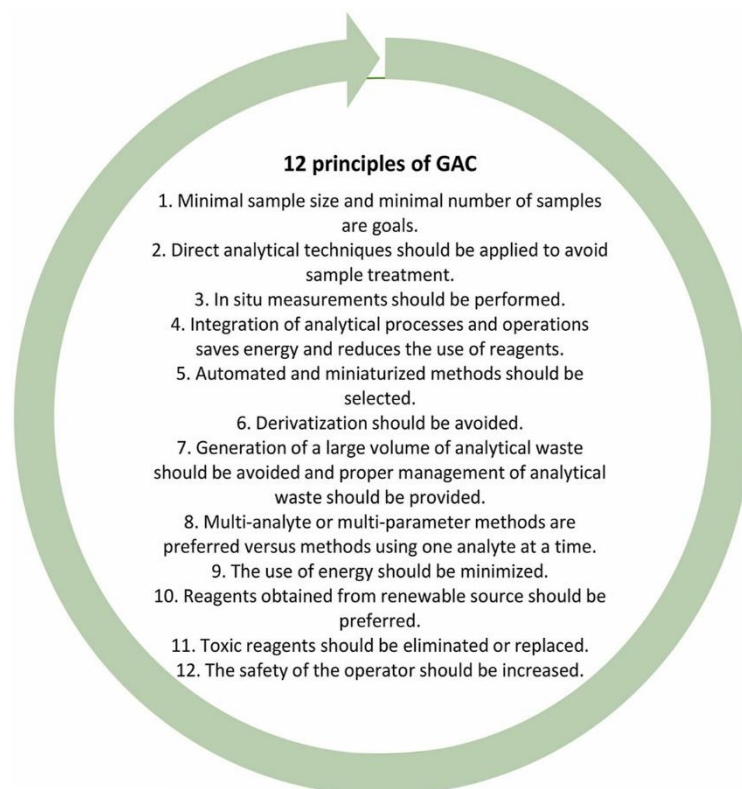 12 principles of GAC
1. Minimal sample size and minimal number of samples
are goals.
2. Direct analytical techniques should be applied to avoid
sample treatment.
3. In situ measurements should be performed.
4. Integration of analytical processes and operations
saves energy and reduces the use of reagents.
5. Automated and miniaturized methods should be
selected.
6. Derivatization should be avoided.
7. Generation of a large volume of analytical waste
should be avoided and proper management of analytical
waste should be provided.
8. Multi-analyte or multi-parameter methods are
preferred versus methods using one analyte at a time.
9. The use of energy should be minimized.
10. Reagents obtained from renewable source should be
preferred.
11. Toxic reagents should be eliminated or replaced.
12. The safety of the operator should be increased.